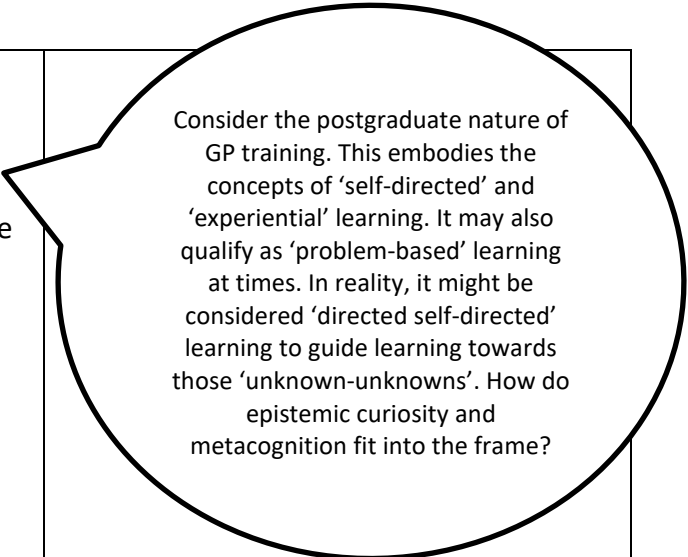 Consider the postgraduate nature of
GP training. This embodies the
concepts of ‘self-directed’ and
‘experiential’ learning. It may also
qualify as ‘problem-based’ learning
at times. In reality, it might be
considered ‘directed self-directed’
learning to guide learning towards
those ‘unknown-unknowns’. How do
epistemic curiosity and
metacognition fit into the frame?